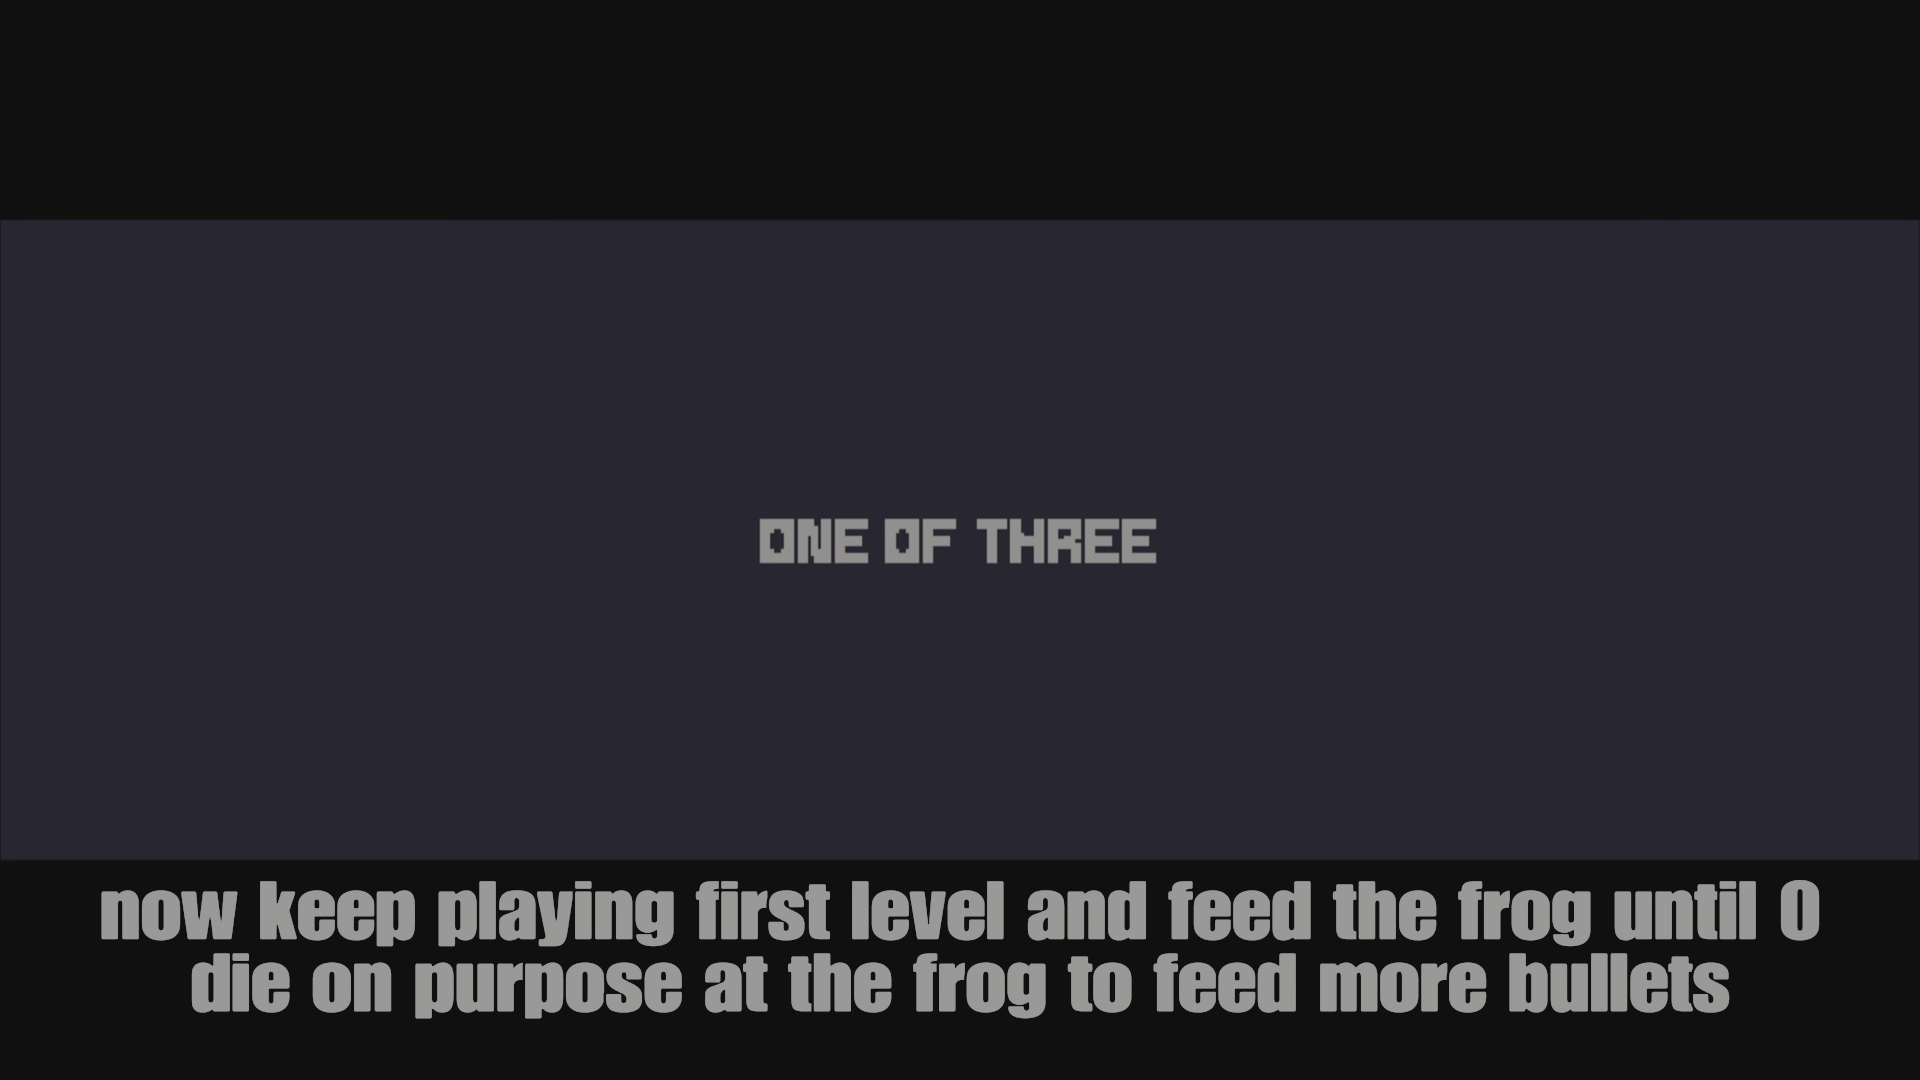 ONE OF THREE
now keep playing first level and feed the frog until 0
die on purpose at the frog to feed more bullets